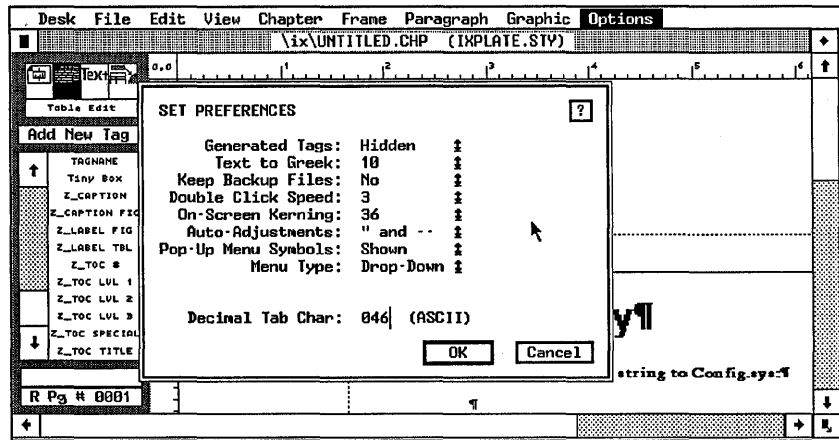 Desk File Edit View Chapter Frame Paragraph Graphic Options
\ix\UNTITLED.CHP (IXPLATE.STY)
0,0 1 2 3 4 5 6
Text
Table Edit
Add New Tag
TAGNAME
Tiny Box
Z_CAPTION
Z_CAPTION FIG
Z_LABEL FIG
Z_LABEL TBL
Z_TOC #
Z_TOC LVL 1
Z_TOC LVL 2
Z_TOC LVL 3
Z_TOC SPECIAL
Z_TOC TITLE
R Pg # 0001
SET PREFERENCES ?
Generated Tags: Hidden
Text to Greek: 10
Keep Backup Files: No
Double Click Speed: 3
On-Screen Kerning: 36
Auto-Adjustments: " and --
Pop-Up Menu Symbols: Shown
Menu Type: Drop-Down
Decimal Tab Char: 046 (ASCII)
OK Cancel
y¶
string to Config.sys:¶
¶